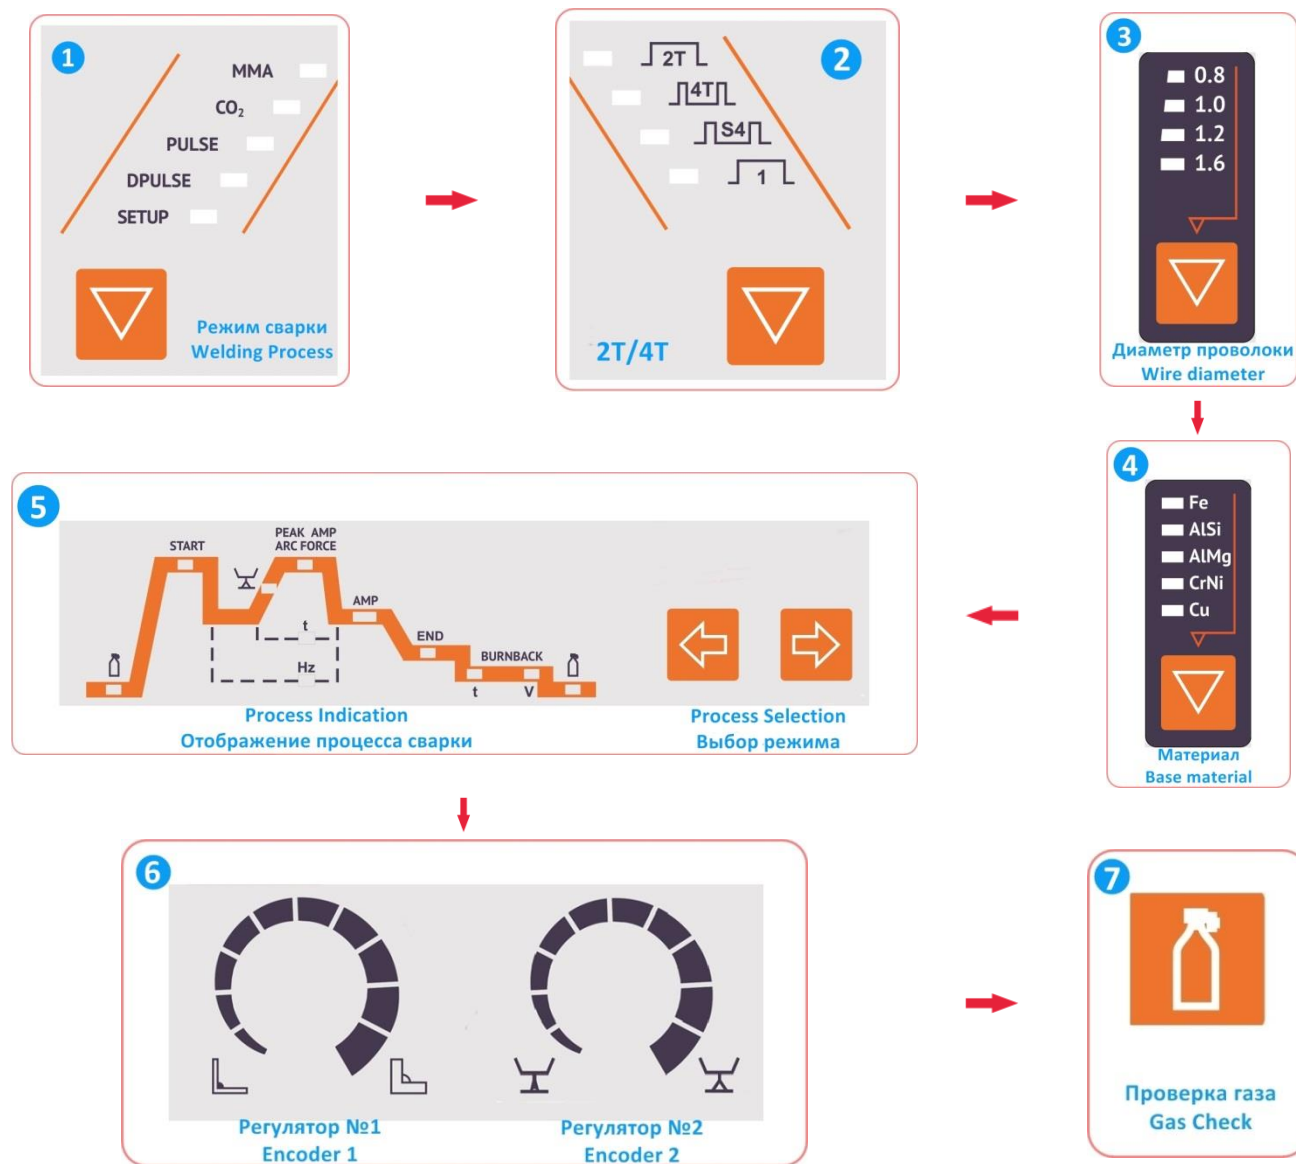 1
MMA
CO₂
PULSE
DPULSE
SETUP
Режим сварки
Welding Process
2
2T
4T
S4
1
2T/4T
3
0.8
1.0
1.2
1.6
Диаметр проволоки
Wire diameter
4
Fe
AlSi
AlMg
CrNi
Cu
Материал
Base material
5
START
PEAK AMP
ARC FORCE
AMP
t
END
Hz
BURNBACK
t
V
Process Indication
Отображение процесса сварки
Process Selection
Выбор режима
6
Регулятор №1
Encoder 1
Регулятор №2
Encoder 2
7
Проверка газа
Gas Check